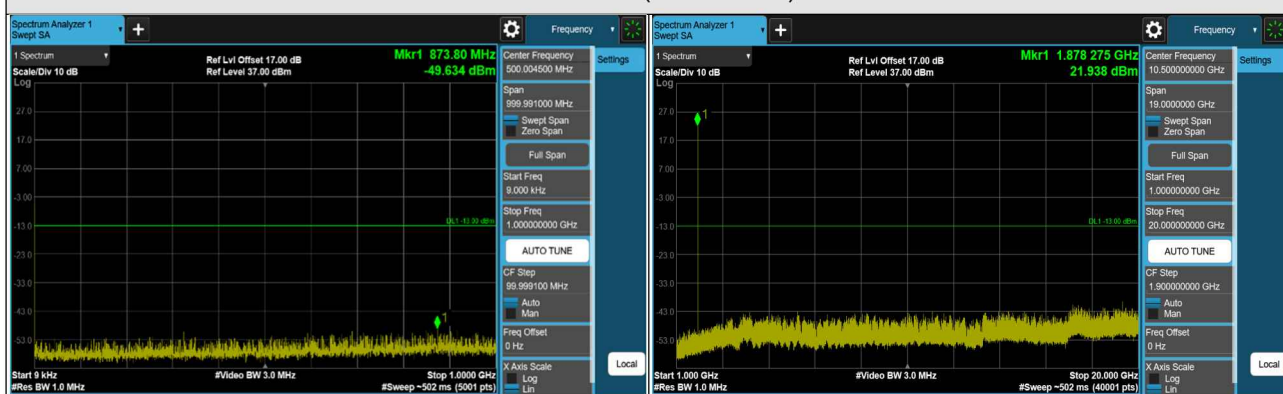 Spectrum Analyzer 1
Swept SA
+
Frequency
1 Spectrum
Scale/Div 10 dB
Log
Ref Lvl Offset 17.00 dB
Ref Level 37.00 dBm
Mkr1 873.80 MHz
-49.634 dBm
27.0
17.0
7.00
-3.00
-13.0
-23.0
-33.0
-43.0
-53.0
DL1 -13.00 dBm
1
Start 9 kHz
#Res BW 1.0 MHz
#Video BW 3.0 MHz
Stop 1.0000 GHz
#Sweep ~502 ms (5001 pts)
Center Frequency
500.004500 MHz
Span
999.991000 MHz
Swept Span
Zero Span
Full Span
Start Freq
9.000 kHz
Stop Freq
1.000000000 GHz
AUTO TUNE
CF Step
99.999100 MHz
Auto
Man
Freq Offset
0 Hz
X Axis Scale
Log
Lin
Settings
Local
Spectrum Analyzer 1
Swept SA
+
Frequency
1 Spectrum
Scale/Div 10 dB
Log
Ref Lvl Offset 17.00 dB
Ref Level 37.00 dBm
Mkr1 1.878 275 GHz
21.938 dBm
27.0
17.0
7.00
-3.00
-13.0
-23.0
-33.0
-43.0
-53.0
DL1 -13.00 dBm
1
Start 1.000 GHz
#Res BW 1.0 MHz
#Video BW 3.0 MHz
Stop 20.000 GHz
#Sweep ~502 ms (40001 pts)
Center Frequency
10.500000000 GHz
Span
19.0000000 GHz
Swept Span
Zero Span
Full Span
Start Freq
1.000000000 GHz
Stop Freq
20.000000000 GHz
AUTO TUNE
CF Step
1.900000000 GHz
Auto
Man
Freq Offset
0 Hz
X Axis Scale
Log
Lin
Settings
Local